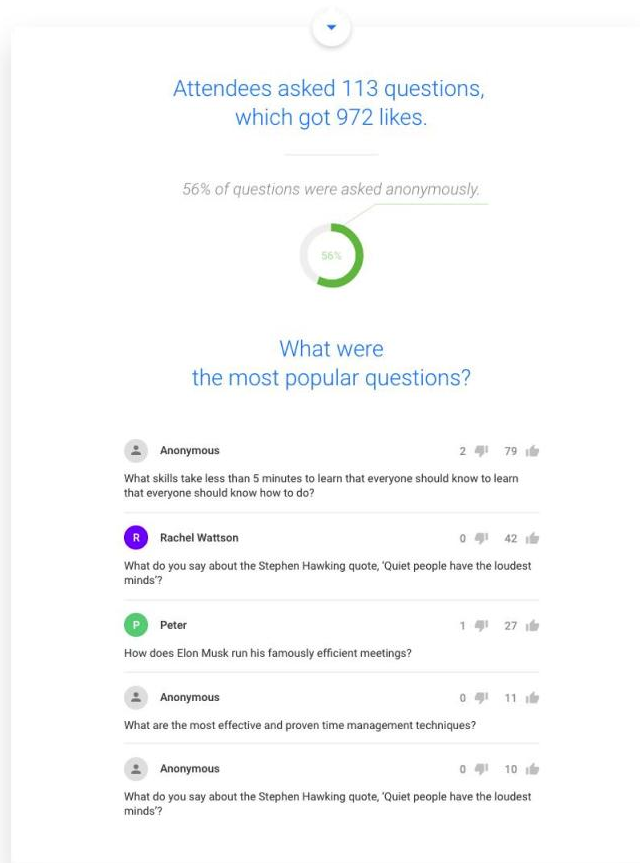 Attendees asked 113 questions,
which got 972 likes.
56% of questions were asked anonymously.
56%
What were
the most popular questions?
Anonymous 2 79
What skills take less than 5 minutes to learn that everyone should know to learn
that everyone should know how to do?
R Rachel Wattson 0 42
What do you say about the Stephen Hawking quote, ‘Quiet people have the loudest
minds’?
P Peter 1 27
How does Elon Musk run his famously efficient meetings?
Anonymous 0 11
What are the most effective and proven time management techniques?
Anonymous 0 10
What do you say about the Stephen Hawking quote, ‘Quiet people have the loudest
minds’?